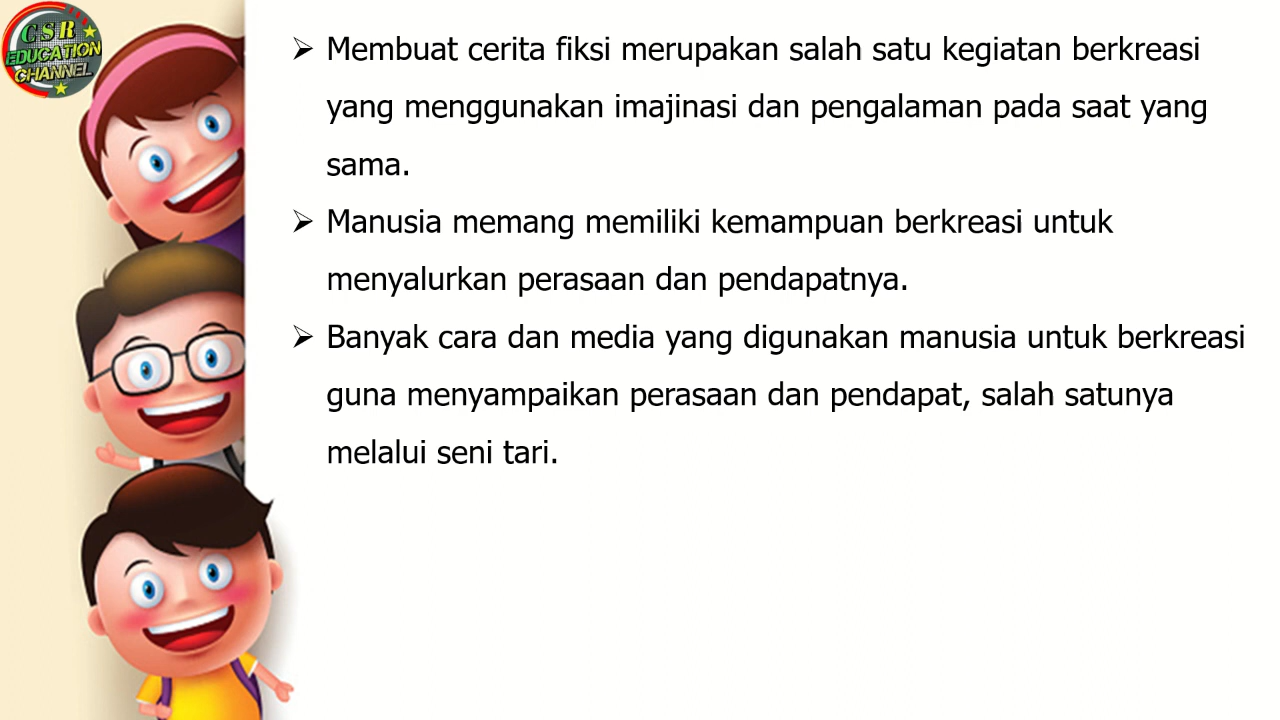 CSR
EDUCATION
CHANNEL
➢ Membuat cerita fiksi merupakan salah satu kegiatan berkreasi
yang menggunakan imajinasi dan pengalaman pada saat yang
sama.
➢ Manusia memang memiliki kemampuan berkreasi untuk
menyalurkan perasaan dan pendapatnya.
➢ Banyak cara dan media yang digunakan manusia untuk berkreasi
guna menyampaikan perasaan dan pendapat, salah satunya
melalui seni tari.